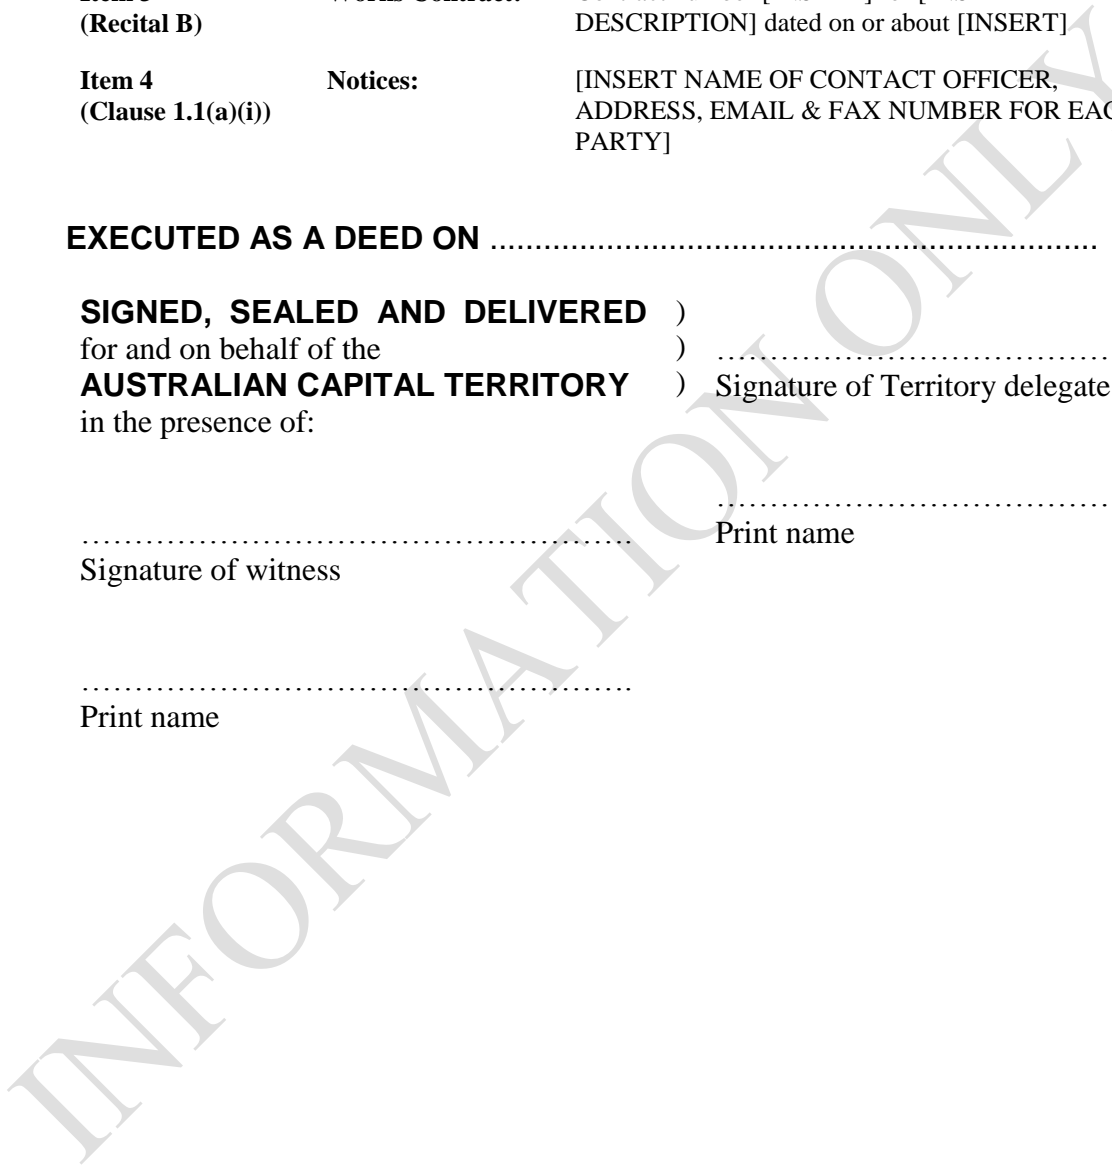 (Recital B)
DESCRIPTION] dated on or about [INSERT]
Item 4 Notices: [INSERT NAME OF CONTACT OFFICER,
(Clause 1.1(a)(i)) ADDRESS, EMAIL & FAX NUMBER FOR
PARTY]
EXECUTED AS A DEED ON ....................................................................
SIGNED, SEALED AND DELIVERED )
for and on behalf of the ) ……………………………………
AUSTRALIAN CAPITAL TERRITORY ) Signature of Territory delegate
in the presence of:
……………………………………
Print name
…………………………………………….
Signature of witness
…………………………………………….
Print name
INFORMATION ONLY